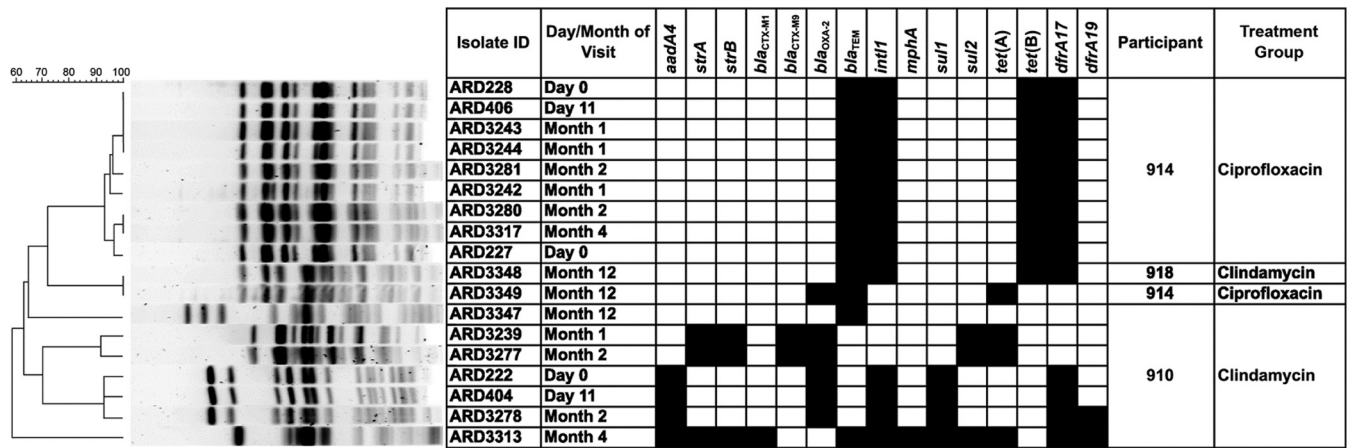 60 70 80 90 100
Isolate ID Day/Month of Visit aadA4 strA strB blaCTX-M1 blaCTX-M9 blaOXA-2 blaTEM intI1 mphA sul1 sul2 tet(A) tet(B) dfrA17 dfrA19 Participant Treatment Group
ARD228 Day 0
ARD406 Day 11
ARD3243 Month 1
ARD3244 Month 1
ARD3281 Month 2 914 Ciprofloxacin
ARD3242 Month 1
ARD3280 Month 2
ARD3317 Month 4
ARD227 Day 0
ARD3348 Month 12 918 Clindamycin
ARD3349 Month 12 914 Ciprofloxacin
ARD3347 Month 12
ARD3239 Month 1
ARD3277 Month 2
ARD222 Day 0 910 Clindamycin
ARD404 Day 11
ARD3278 Month 2
ARD3313 Month 4